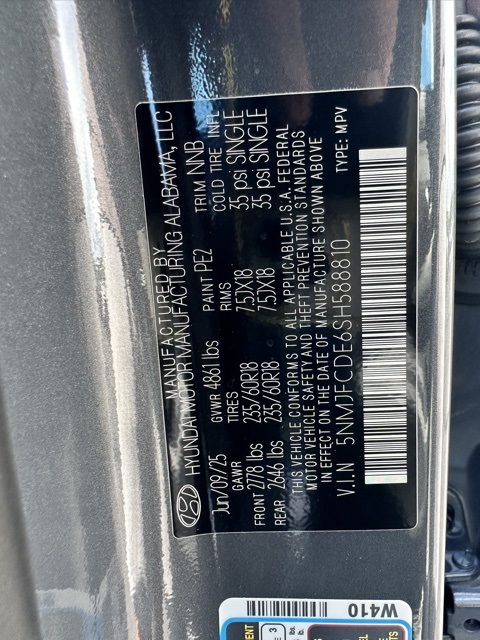 MANUFACTURED BY
HYUNDAI MOTOR MANUFACTURING ALABAMA, LLC
Jun/09/25 GVWR 4861 lbs PAINT PE2 TRIM NNB
GAWR TIRES RIMS COLD TIRE INFL
FRONT 2778 lbs 235/60R18 7.5JX18 35 psi SINGLE
REAR 2646 lbs 235/60R18 7.5JX18 35 psi SINGLE
THIS VEHICLE CONFORMS TO ALL APPLICABLE U.S.A. FEDERAL
MOTOR VEHICLE SAFETY AND THEFT PREVENTION STANDARDS
IN EFFECT ON THE DATE OF MANUFACTURE SHOWN ABOVE
V.I.N 5NMJFCDE6SH588810 TYPE: MPV
W410
3